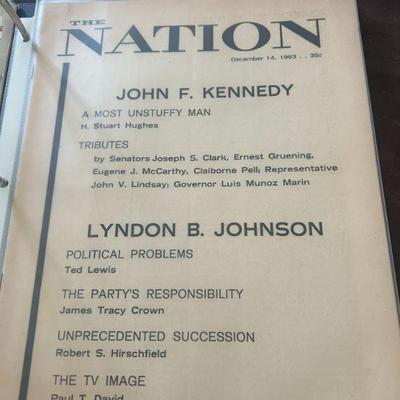 THE
NATION
December 14, 1963 . . 35c
JOHN F. KENNEDY
A MOST UNSTUFFY MAN
H. Stuart Hughes
TRIBUTES
by Senators Joseph S. Clark, Ernest Gruening,
Eugene J. McCarthy, Claiborne Pell; Representative
John V. Lindsay; Governor Luis Munoz Marin
LYNDON B. JOHNSON
POLITICAL PROBLEMS
Ted Lewis
THE PARTY'S RESPONSIBILITY
James Tracy Crown
UNPRECEDENTED SUCCESSION
Robert S. Hirschfield
THE TV IMAGE
Paul T. David